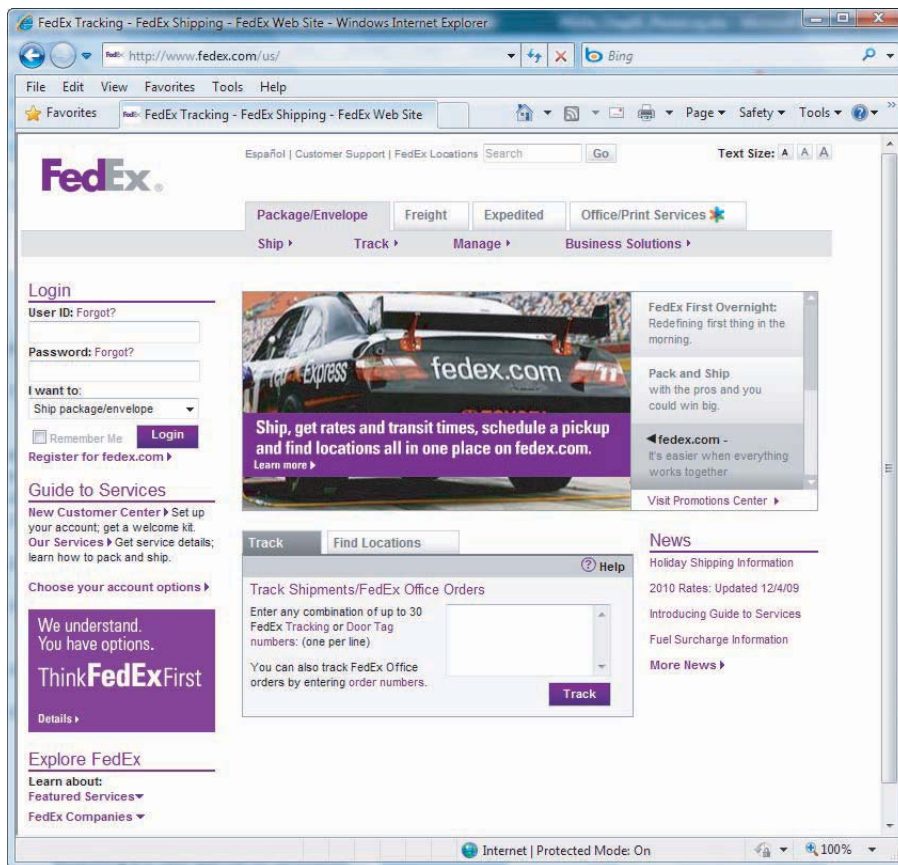 FedEx Tracking - FedEx Shipping - FedEx Web Site - Windows Internet Explorer
FedEx http://www.fedex.com/us/
Bing
File Edit View Favorites Tools Help
Favorites
FedEx FedEx Tracking - FedEx Shipping - FedEx Web Site
Page Safety Tools
FedEx®
Español | Customer Support | FedEx Locations Search Go
Text Size: A A A
Package/Envelope Freight Expedited Office/Print Services
Ship Track Manage Business Solutions
Login
User ID: Forgot?
Password: Forgot?
I want to:
Ship package/envelope
Remember Me Login
Register for fedex.com
Guide to Services
New Customer Center Set up
your account; get a welcome kit.
Our Services Get service details;
learn how to pack and ship.
Choose your account options
We understand.
You have options.
ThinkFedExFirst
Details
Explore FedEx
Learn about:
Featured Services
FedEx Companies
Fed Express
fedex.com
11
Ship, get rates and transit times, schedule a pickup
and find locations all in one place on fedex.com.
Learn more
FedEx First Overnight:
Redefining first thing in the
morning.
Pack and Ship
with the pros and you
could win big.
fedex.com -
It's easier when everything
works together
Visit Promotions Center
Track Find Locations
? Help
Track Shipments/FedEx Office Orders
Enter any combination of up to 30
FedEx Tracking or Door Tag
numbers: (one per line)
You can also track FedEx Office
orders by entering order numbers.
Track
News
Holiday Shipping Information
2010 Rates: Updated 12/4/09
Introducing Guide to Services
Fuel Surcharge Information
More News
Internet | Protected Mode: On
100%